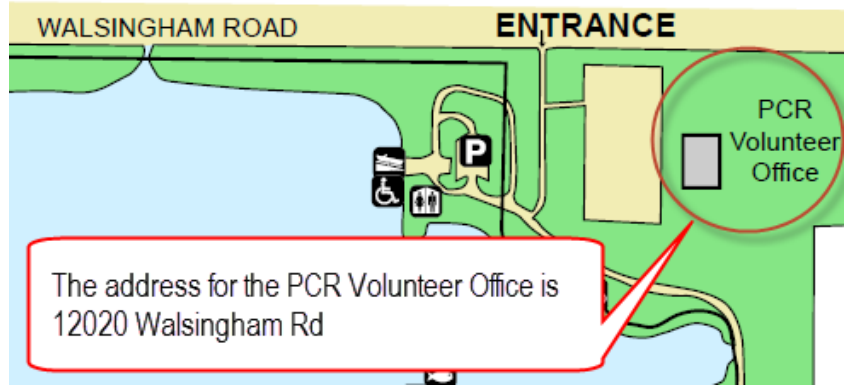 WALSINGHAM ROAD
ENTRANCE
P
PCR
Volunteer
Office
The address for the PCR Volunteer Office is
12020 Walsingham Rd